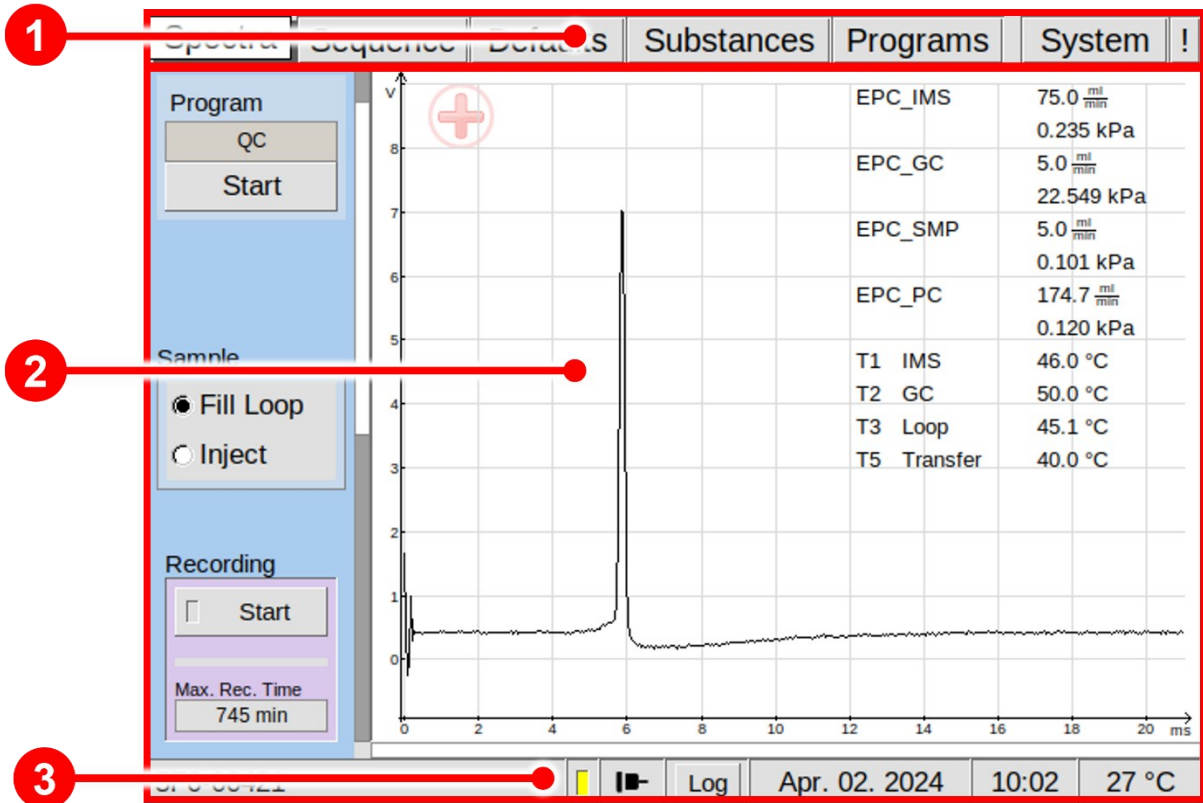 1
Spectra Sequence Defaults Substances Programs System !
Program
QC
Start
Sample
Fill Loop
Inject
Recording
Start
Max. Rec. Time
745 min
V
8
7
6
5
4
3
2
1
0
0 2 4 6 8 10 12 14 16 18 20 ms
EPC_IMS 75.0 ml/min
0.235 kPa
EPC_GC 5.0 ml/min
22.549 kPa
EPC_SMP 5.0 ml/min
0.101 kPa
EPC_PC 174.7 ml/min
0.120 kPa
T1 IMS 46.0 °C
T2 GC 50.0 °C
T3 Loop 45.1 °C
T5 Transfer 40.0 °C
2
3
Log Apr. 02. 2024 10:02 27 °C